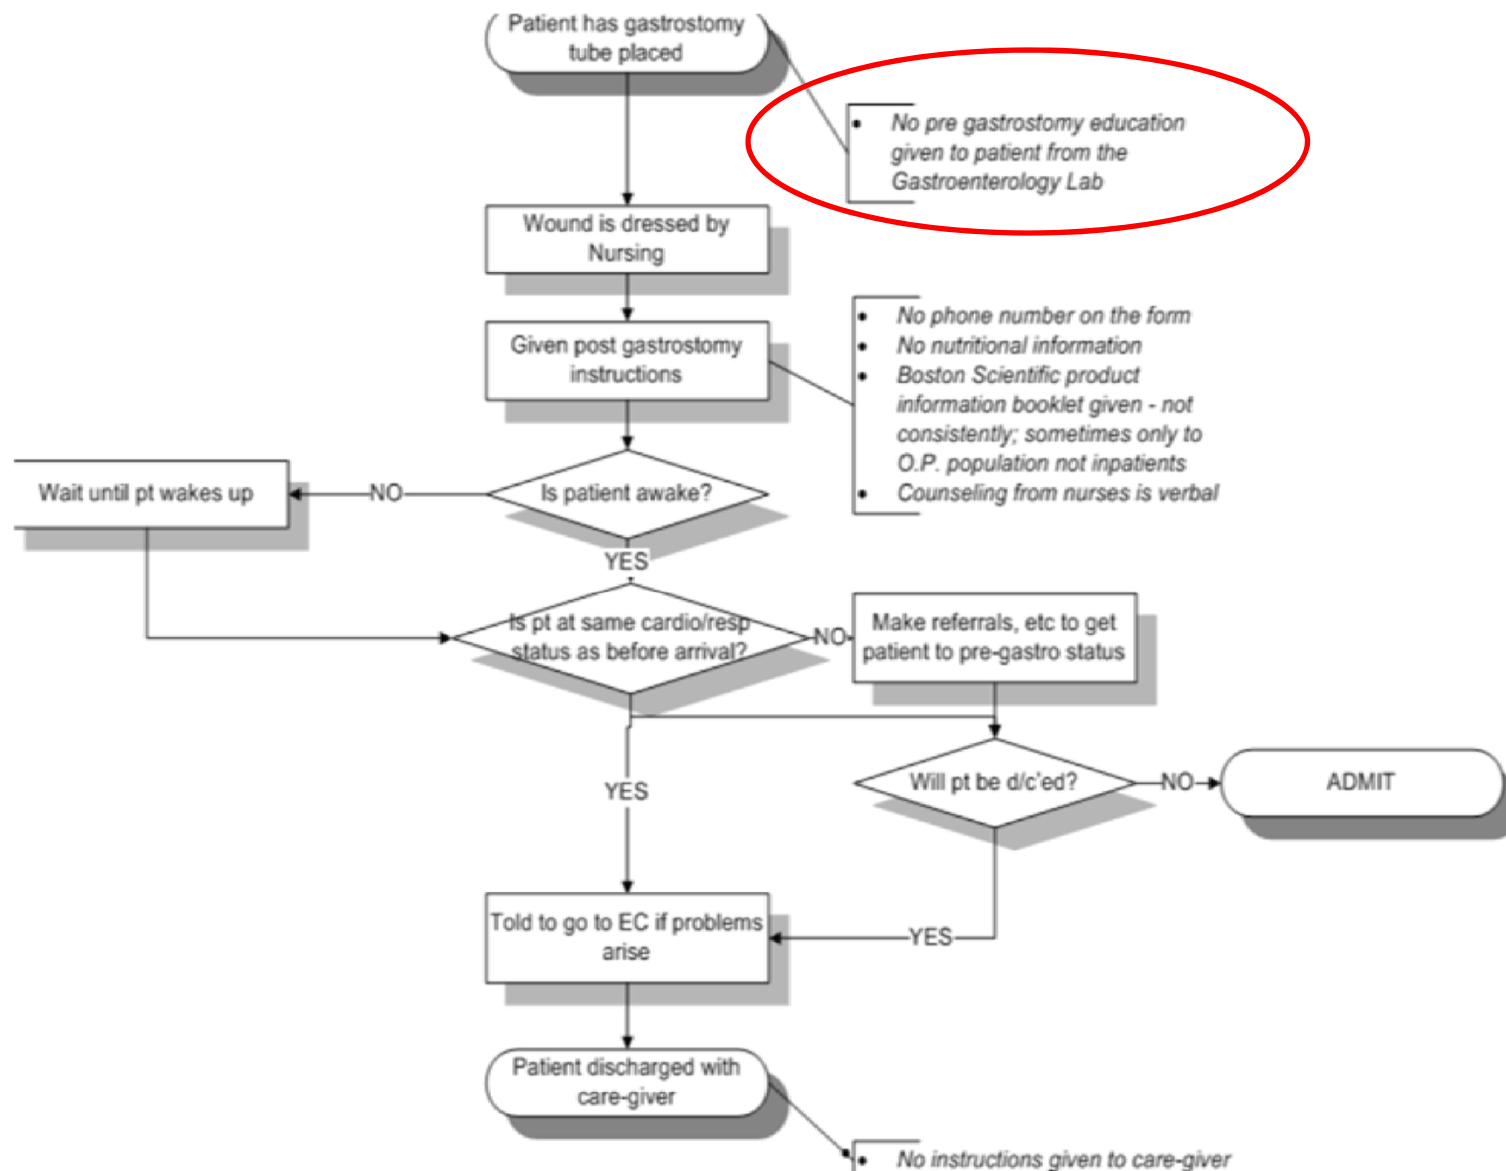 Patient has gastrostomy
tube placed
• No pre gastrostomy education
given to patient from the
Gastroenterology Lab
Wound is dressed by
Nursing
Given post gastrostomy
instructions
• No phone number on the form
• No nutritional information
• Boston Scientific product
information booklet given - not
consistently; sometimes only to
O.P. population not inpatients
• Counseling from nurses is verbal
Wait until pt wakes up
NO
Is patient awake?
YES
Is pt at same cardio/resp
status as before arrival?
NO
Make referrals, etc to get
patient to pre-gastro status
YES
Will pt be d/c'ed?
NO
ADMIT
Told to go to EC if problems
arise
YES
Patient discharged with
care-giver
• No instructions given to care-giver